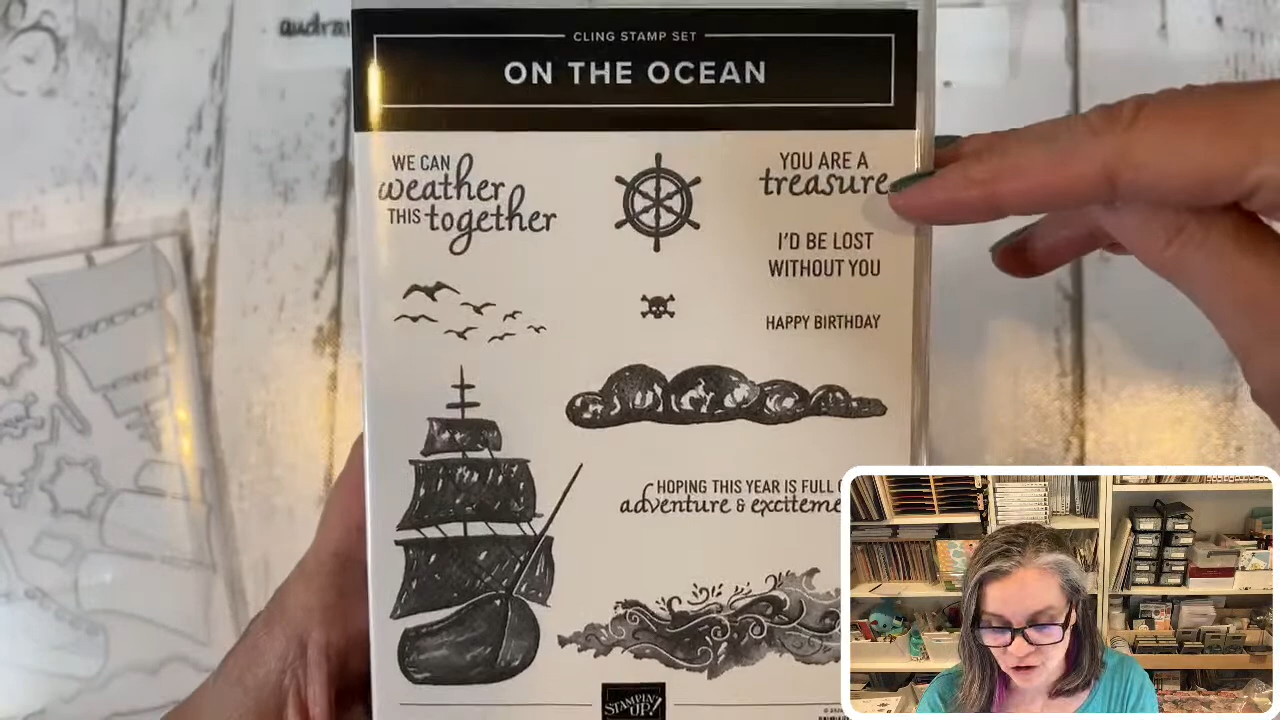 CLING STAMP SET
ON THE OCEAN
WE CAN
weather
THIS together
YOU ARE A
treasure
I'D BE LOST
WITHOUT YOU
HAPPY BIRTHDAY
HOPING THIS YEAR IS FULL
adventure &
STAMPIN'
UP!